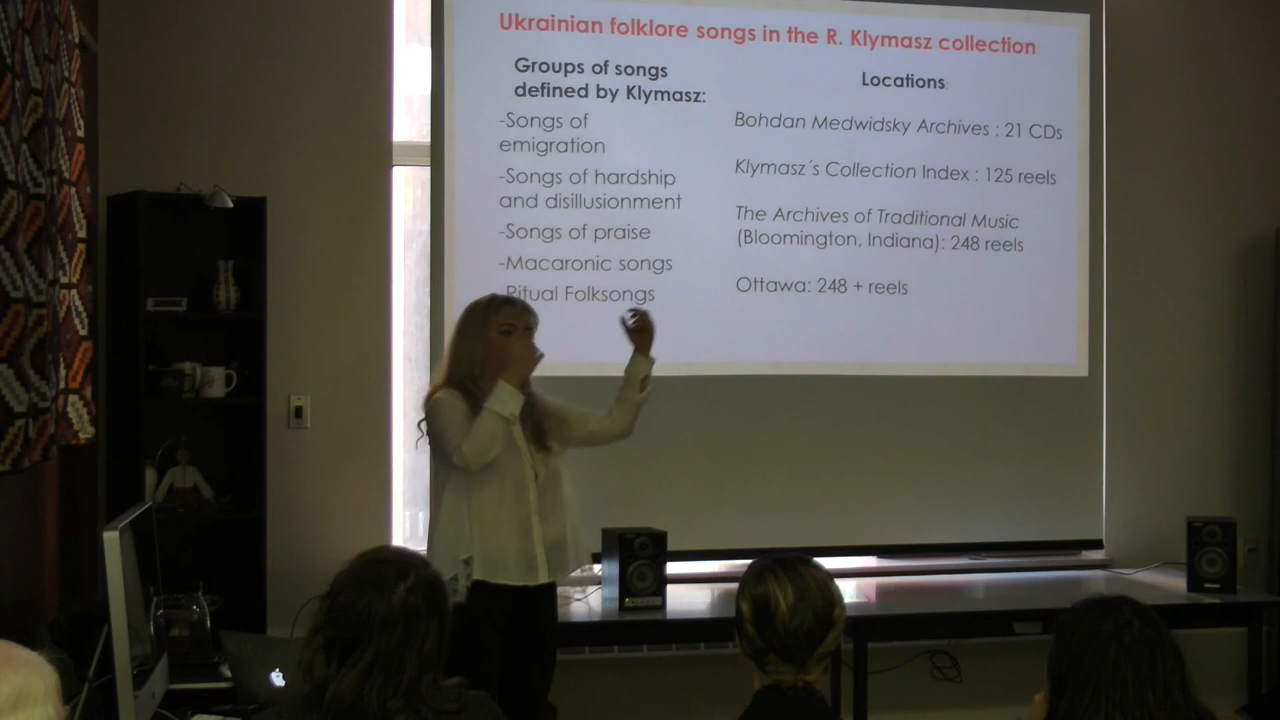 Ukrainian folklore songs in the R. Klymasz collection
Groups of songs
defined by Klymasz:
-Songs of
emigration
-Songs of hardship
and disillusionment
-Songs of praise
-Macaronic songs
-Ritual Folksongs
Locations:
Bohdan Medwidsky Archives : 21 CDs
Klymasz´s Collection Index : 125 reels
The Archives of Traditional Music
(Bloomington, Indiana): 248 reels
Ottawa: 248 + reels